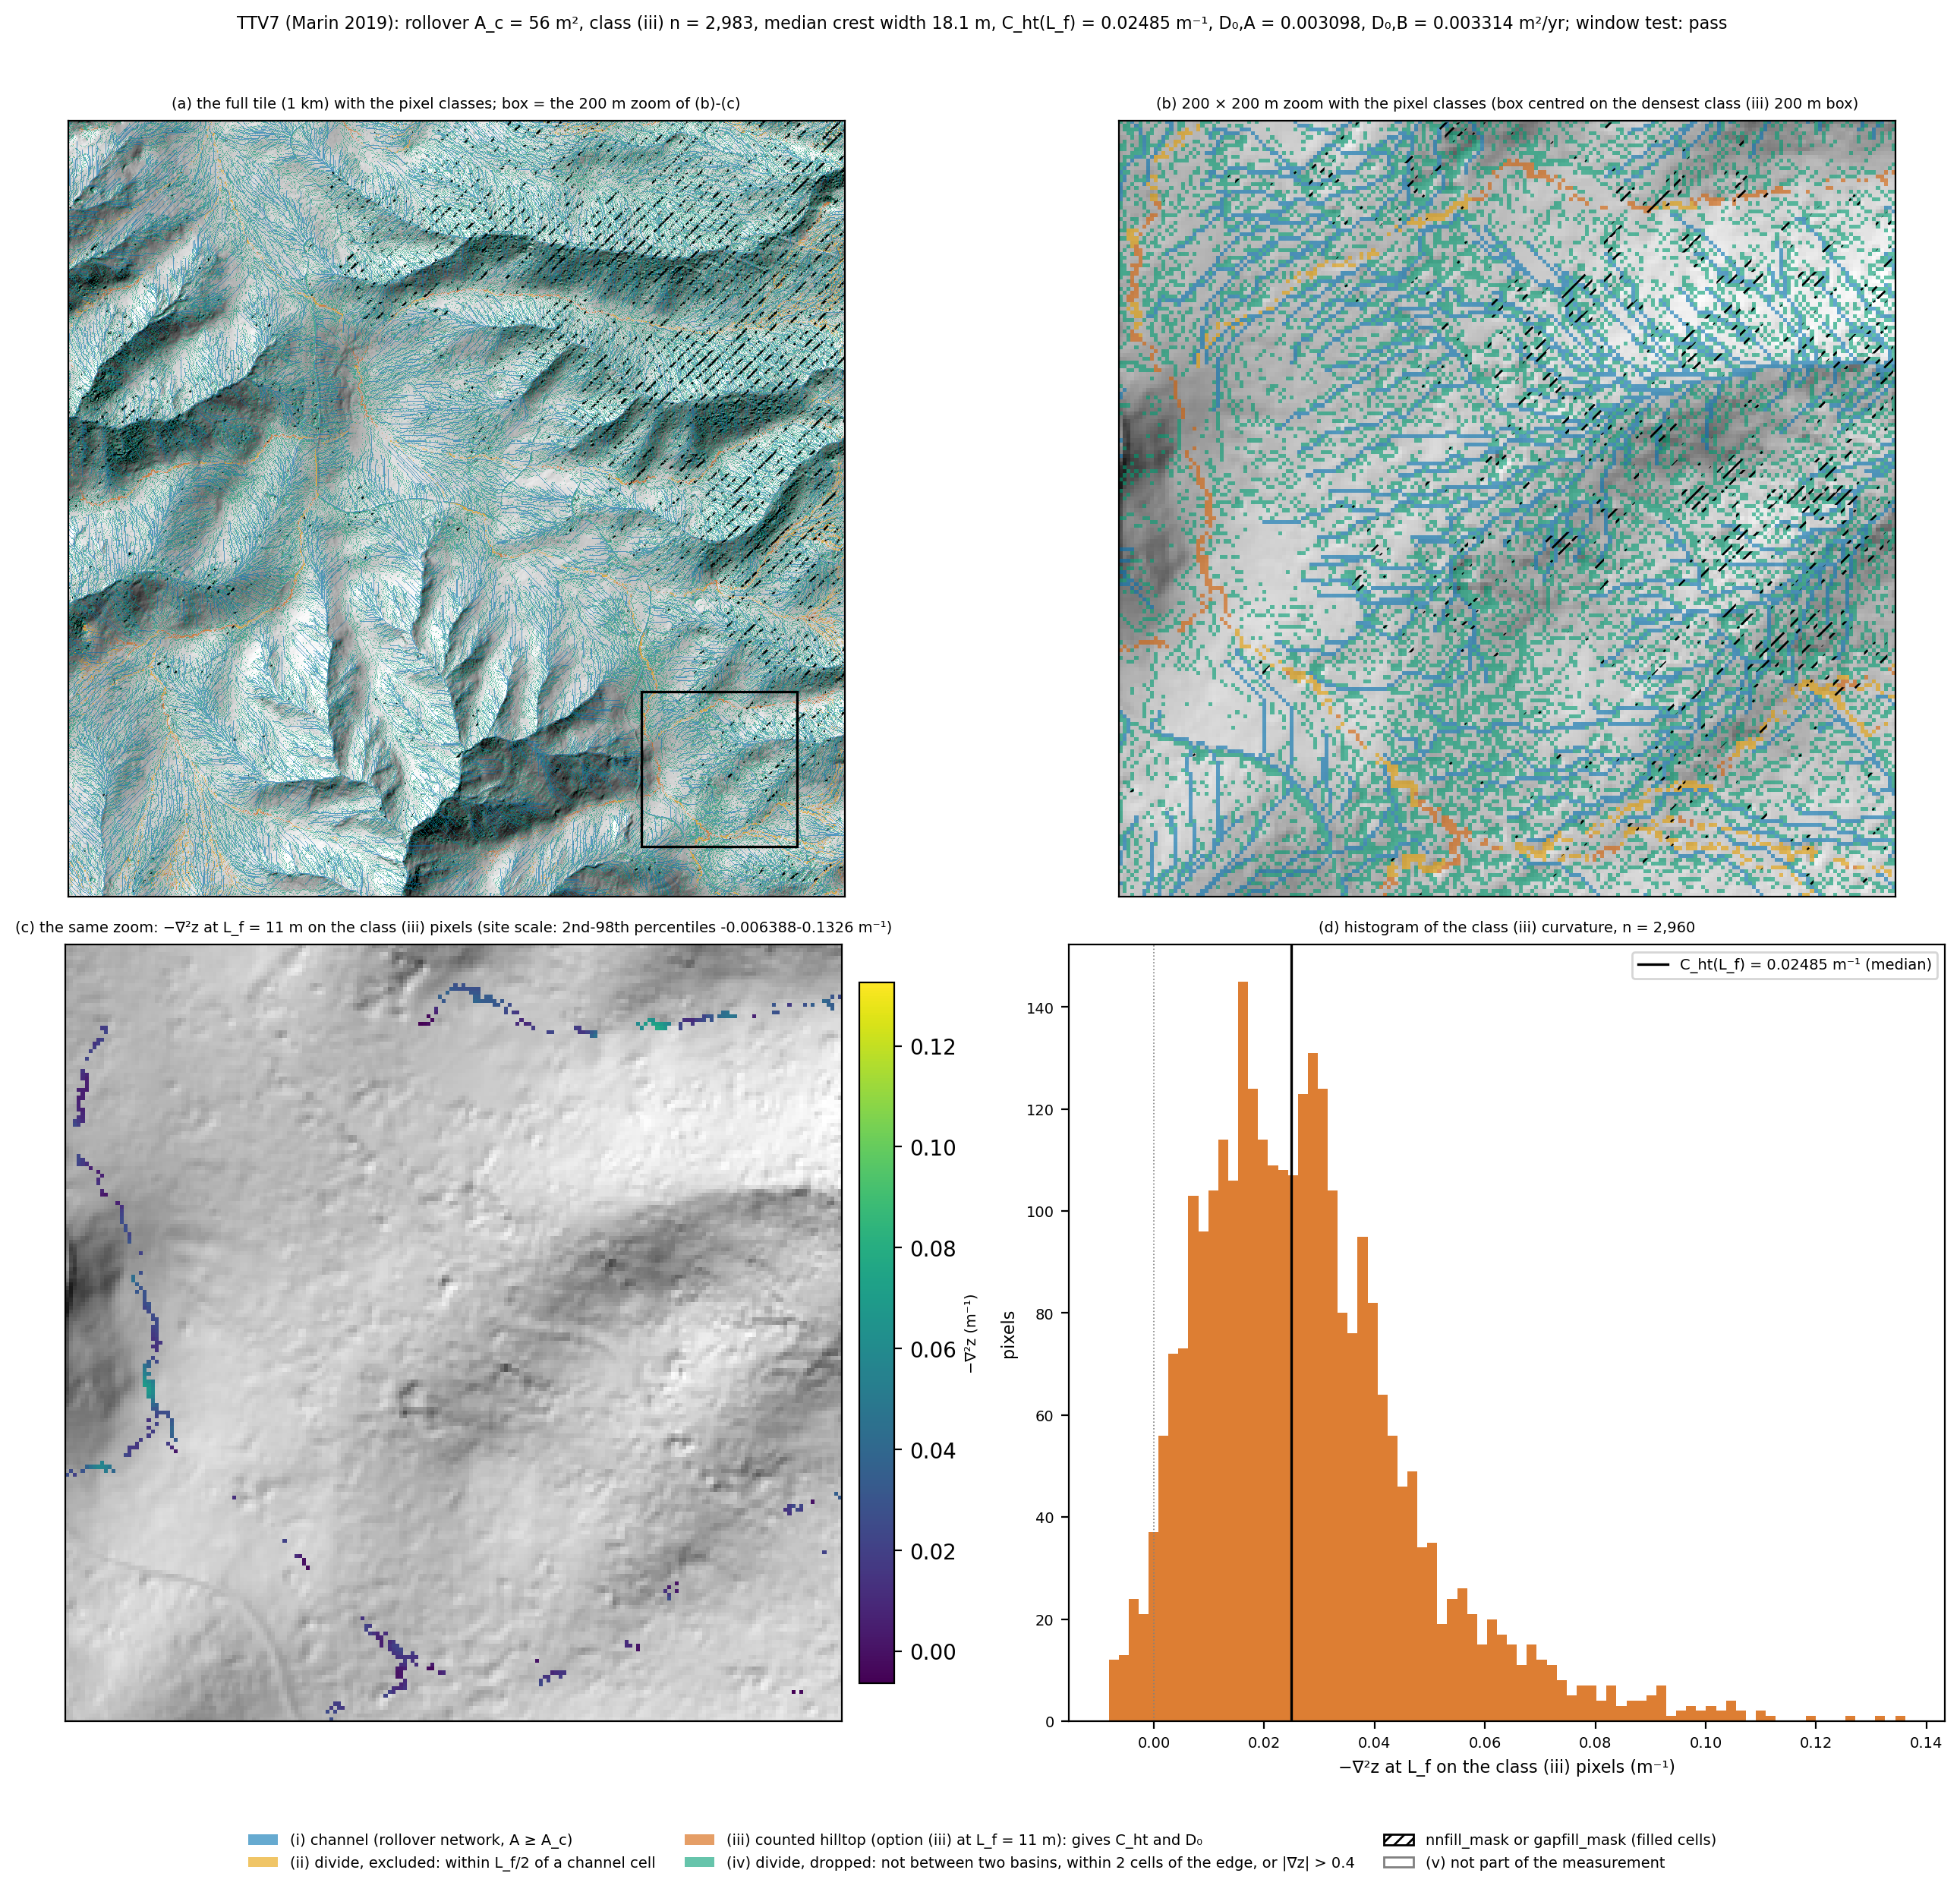 TTV7 (Marin 2019): rollover A_c = 56 m², class (iii) n = 2,983, median crest width 18.1 m, C_ht(L_f) = 0.02485 m⁻¹, D₀,A = 0.003098, D₀,B = 0.003314 m²/yr; window test: pass
(a) the full tile (1 km) with the pixel classes; box = the 200 m zoom of (b)-(c)
(b) 200 × 200 m zoom with the pixel classes (box centred on the densest class (iii) 200 m box)
(c) the same zoom: −∇²z at L_f = 11 m on the class (iii) pixels (site scale: 2nd-98th percentiles -0.006388-0.1326 m⁻¹)
0.12
0.10
0.08
0.06
0.04
0.02
0.00
−∇²z (m⁻¹)
(d) histogram of the class (iii) curvature, n = 2,960
C_ht(L_f) = 0.02485 m⁻¹ (median)
140
120
100
80
60
40
20
0
pixels
0.00 0.02 0.04 0.06 0.08 0.10 0.12 0.14
−∇²z at L_f on the class (iii) pixels (m⁻¹)
(i) channel (rollover network, A ≥ A_c)
(ii) divide, excluded: within L_f/2 of a channel cell
(iii) counted hilltop (option (iii) at L_f = 11 m): gives C_ht and D₀
(iv) divide, dropped: not between two basins, within 2 cells of the edge, or |∇z| > 0.4
nnfill_mask or gapfill_mask (filled cells)
(v) not part of the measurement